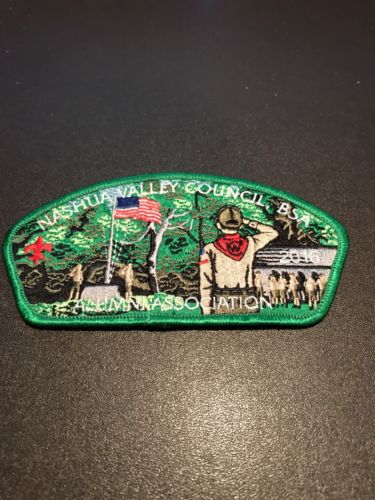 NASHUA VALLEY COUNCIL, BSA
2016
ALUMNI ASSOCIATION